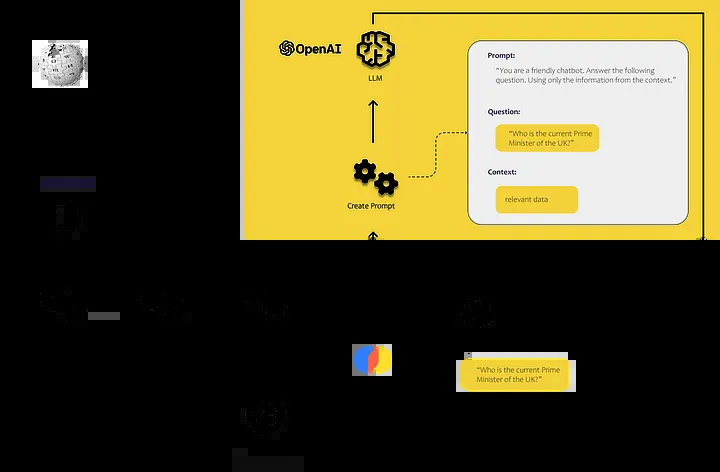 OpenAI
LLM
Create Prompt
Prompt:
“You are a friendly chatbot. Answer the following
question. Using only the information from the context.”
Question:
“Who is the current Prime
Minister of the UK?”
Context:
relevant data
“Who is the current Prime
Minister of the UK?”